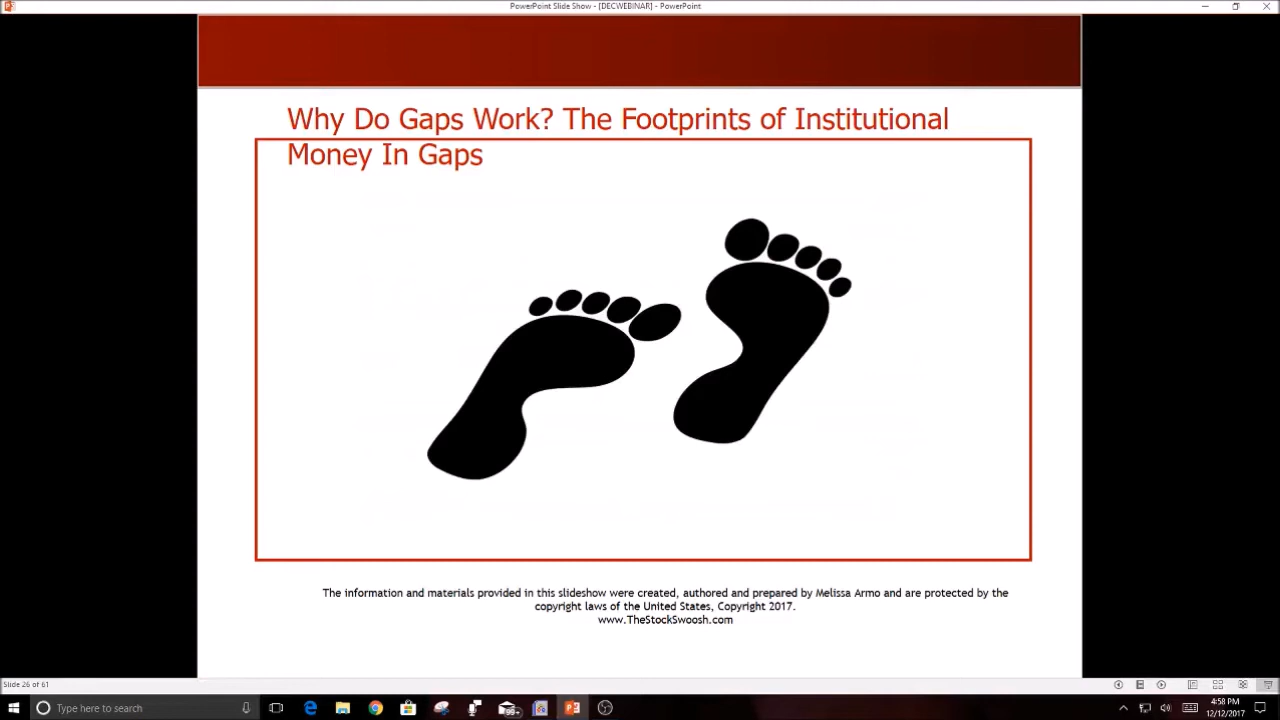 PowerPoint Slide Show - [DECWEBINAR] - PowerPoint
Why Do Gaps Work? The Footprints of Institutional
Money In Gaps
The information and materials provided in this slideshow were created, authored and prepared by Melissa Armo and are protected by the
copyright laws of the United States, Copyright 2017.
www.TheStockSwoosh.com
Slide 26 of 61
Type here to search
99+
4:58 PM
12/12/2017